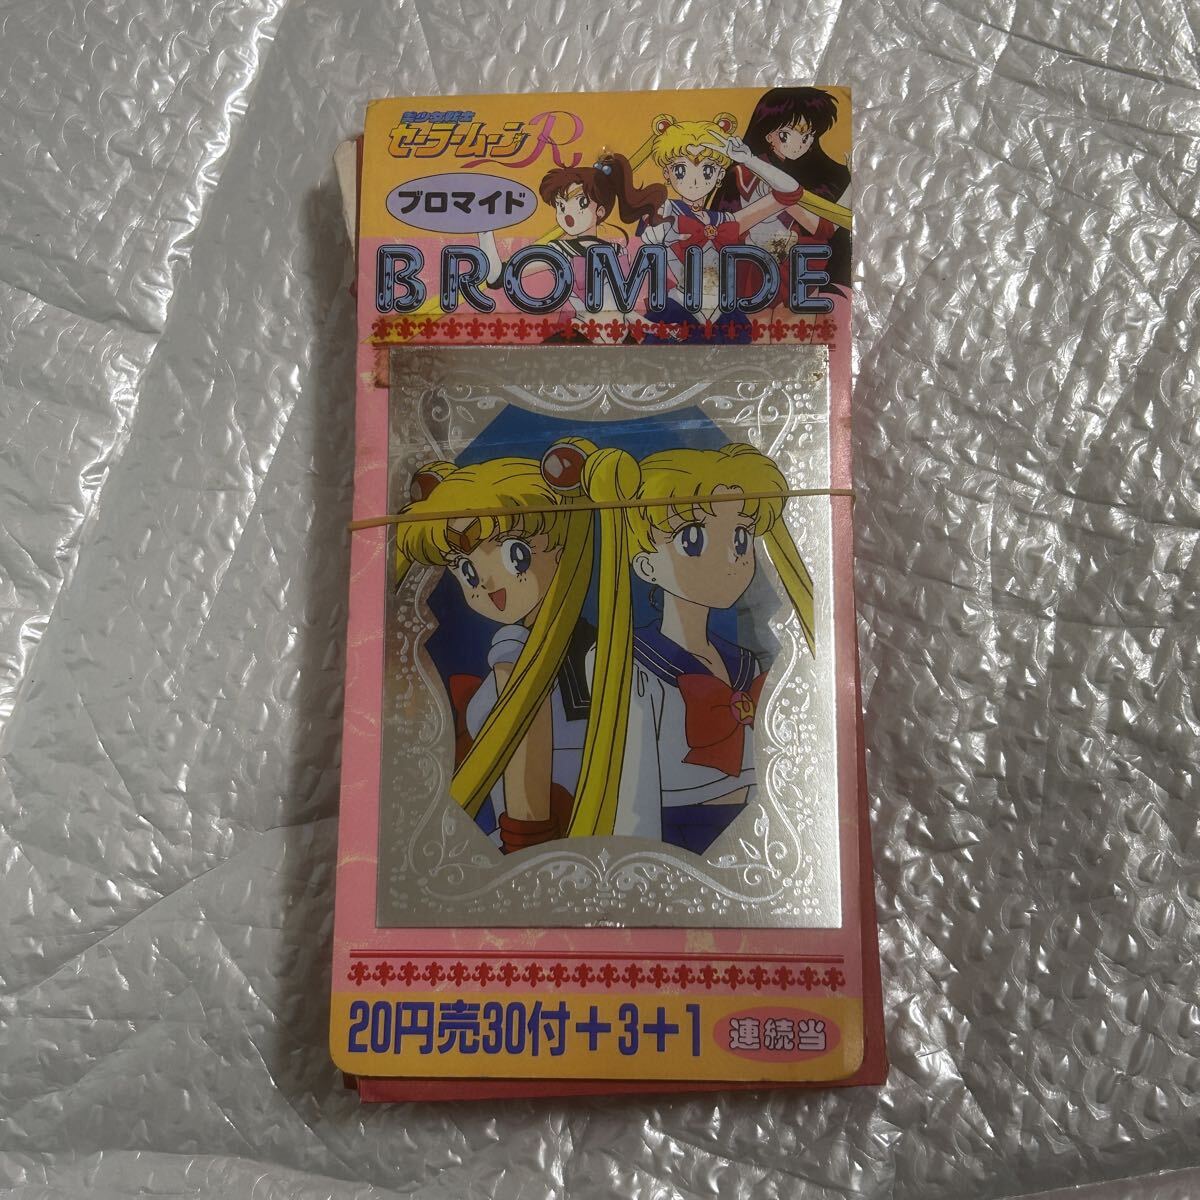 美少女戦士
セーラームーンR
ブロマイド
BROMIDE
20円売30付+3+1
連続当